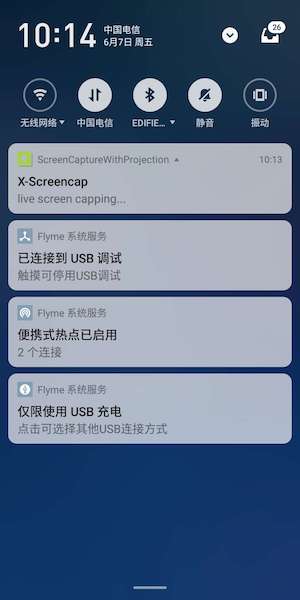 10:14
中国电信
6月7日 周五
26
无线网络
中国电信
EDIFIE...
静音
振动
ScreenCaptureWithProjection
10:13
X-Screencap
live screen capping...
Flyme 系统服务
已连接到 USB 调试
触摸可停用USB调试
Flyme 系统服务
便携式热点已启用
2 个连接
Flyme 系统服务
仅限使用 USB 充电
点击可选择其他USB连接方式